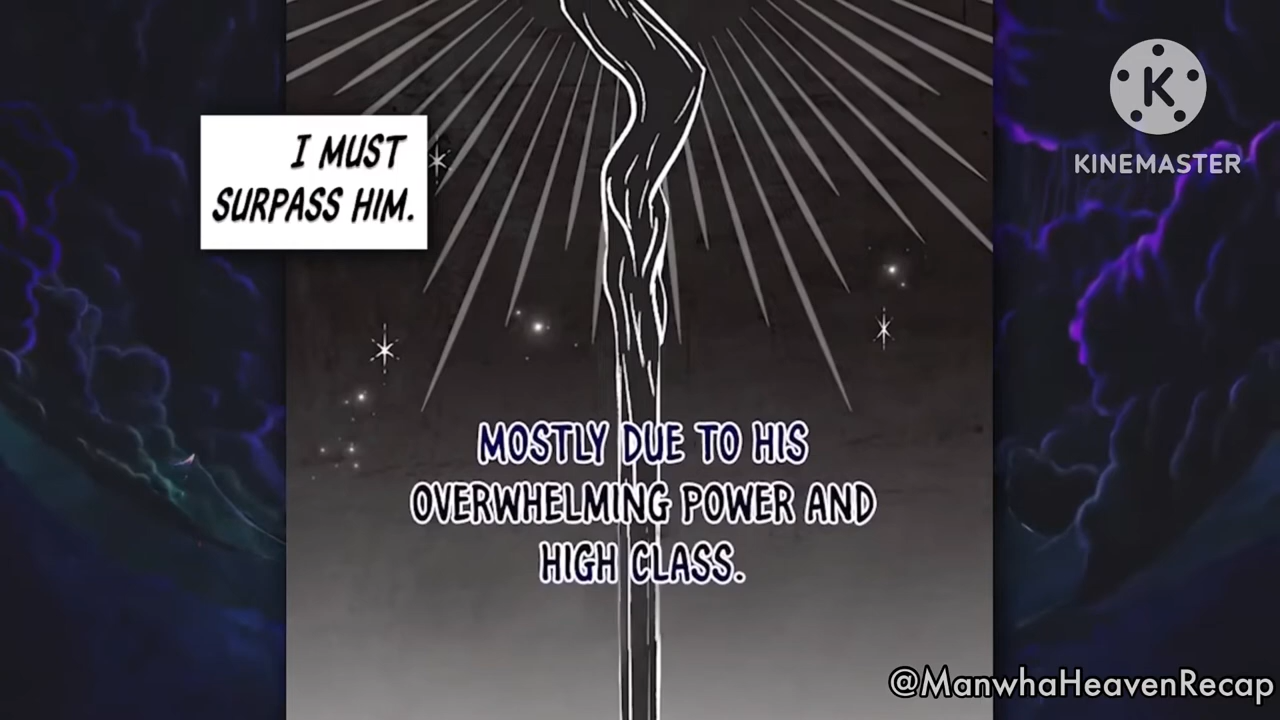 I MUST
SURPASS HIM.
K
KINEMASTER
MOSTLY DUE TO HIS
OVERWHELMING POWER AND
HIGH CLASS.
@ManwhaHeavenRecap